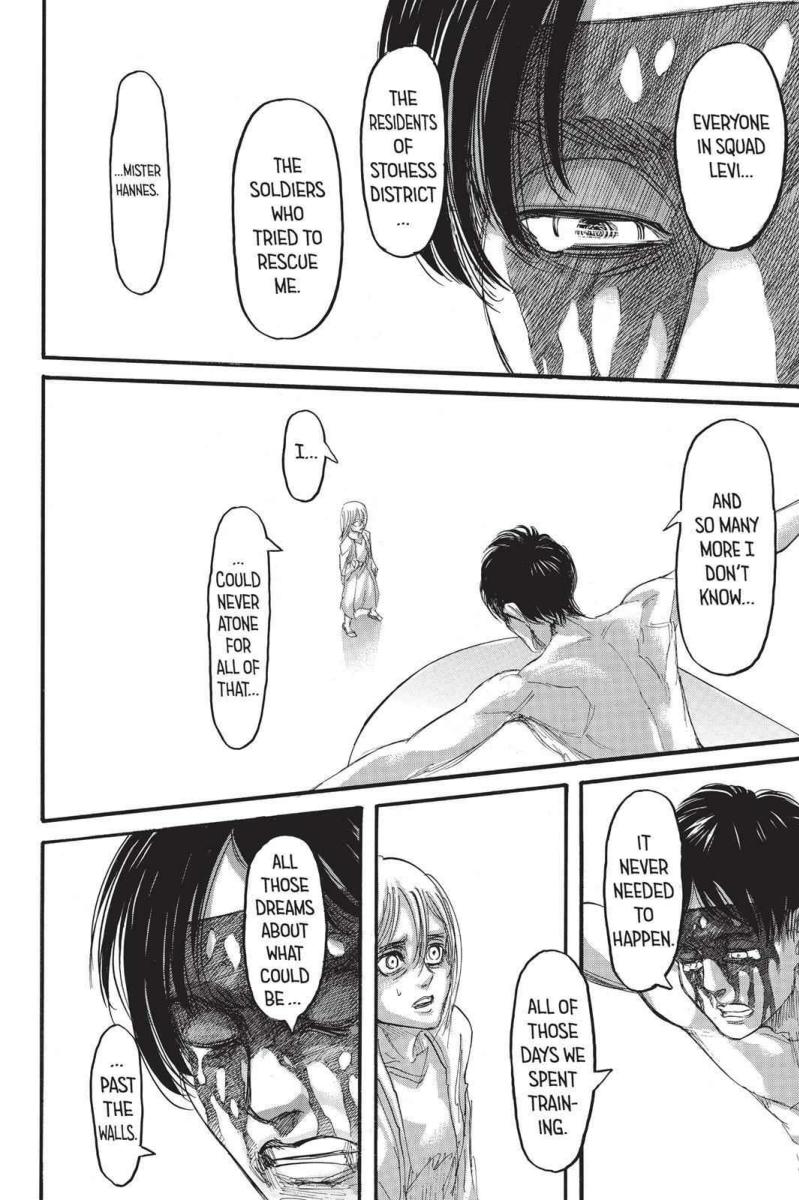 EVERYONE
IN SQUAD
LEVI...
THE
RESIDENTS
OF
STOHESS
DISTRICT
...
THE
SOLDIERS
WHO
TRIED TO
RESCUE
ME.
...MISTER
HANNES.
AND
SO MANY
MORE I
DON'T
KNOW...
I...
...
COULD
NEVER
ATONE
FOR
ALL OF
THAT...
IT
NEVER
NEEDED
TO
HAPPEN.
ALL OF
THOSE
DAYS WE
SPENT
TRAIN-
ING.
ALL
THOSE
DREAMS
ABOUT
WHAT
COULD
BE...
...
PAST
THE
WALLS.